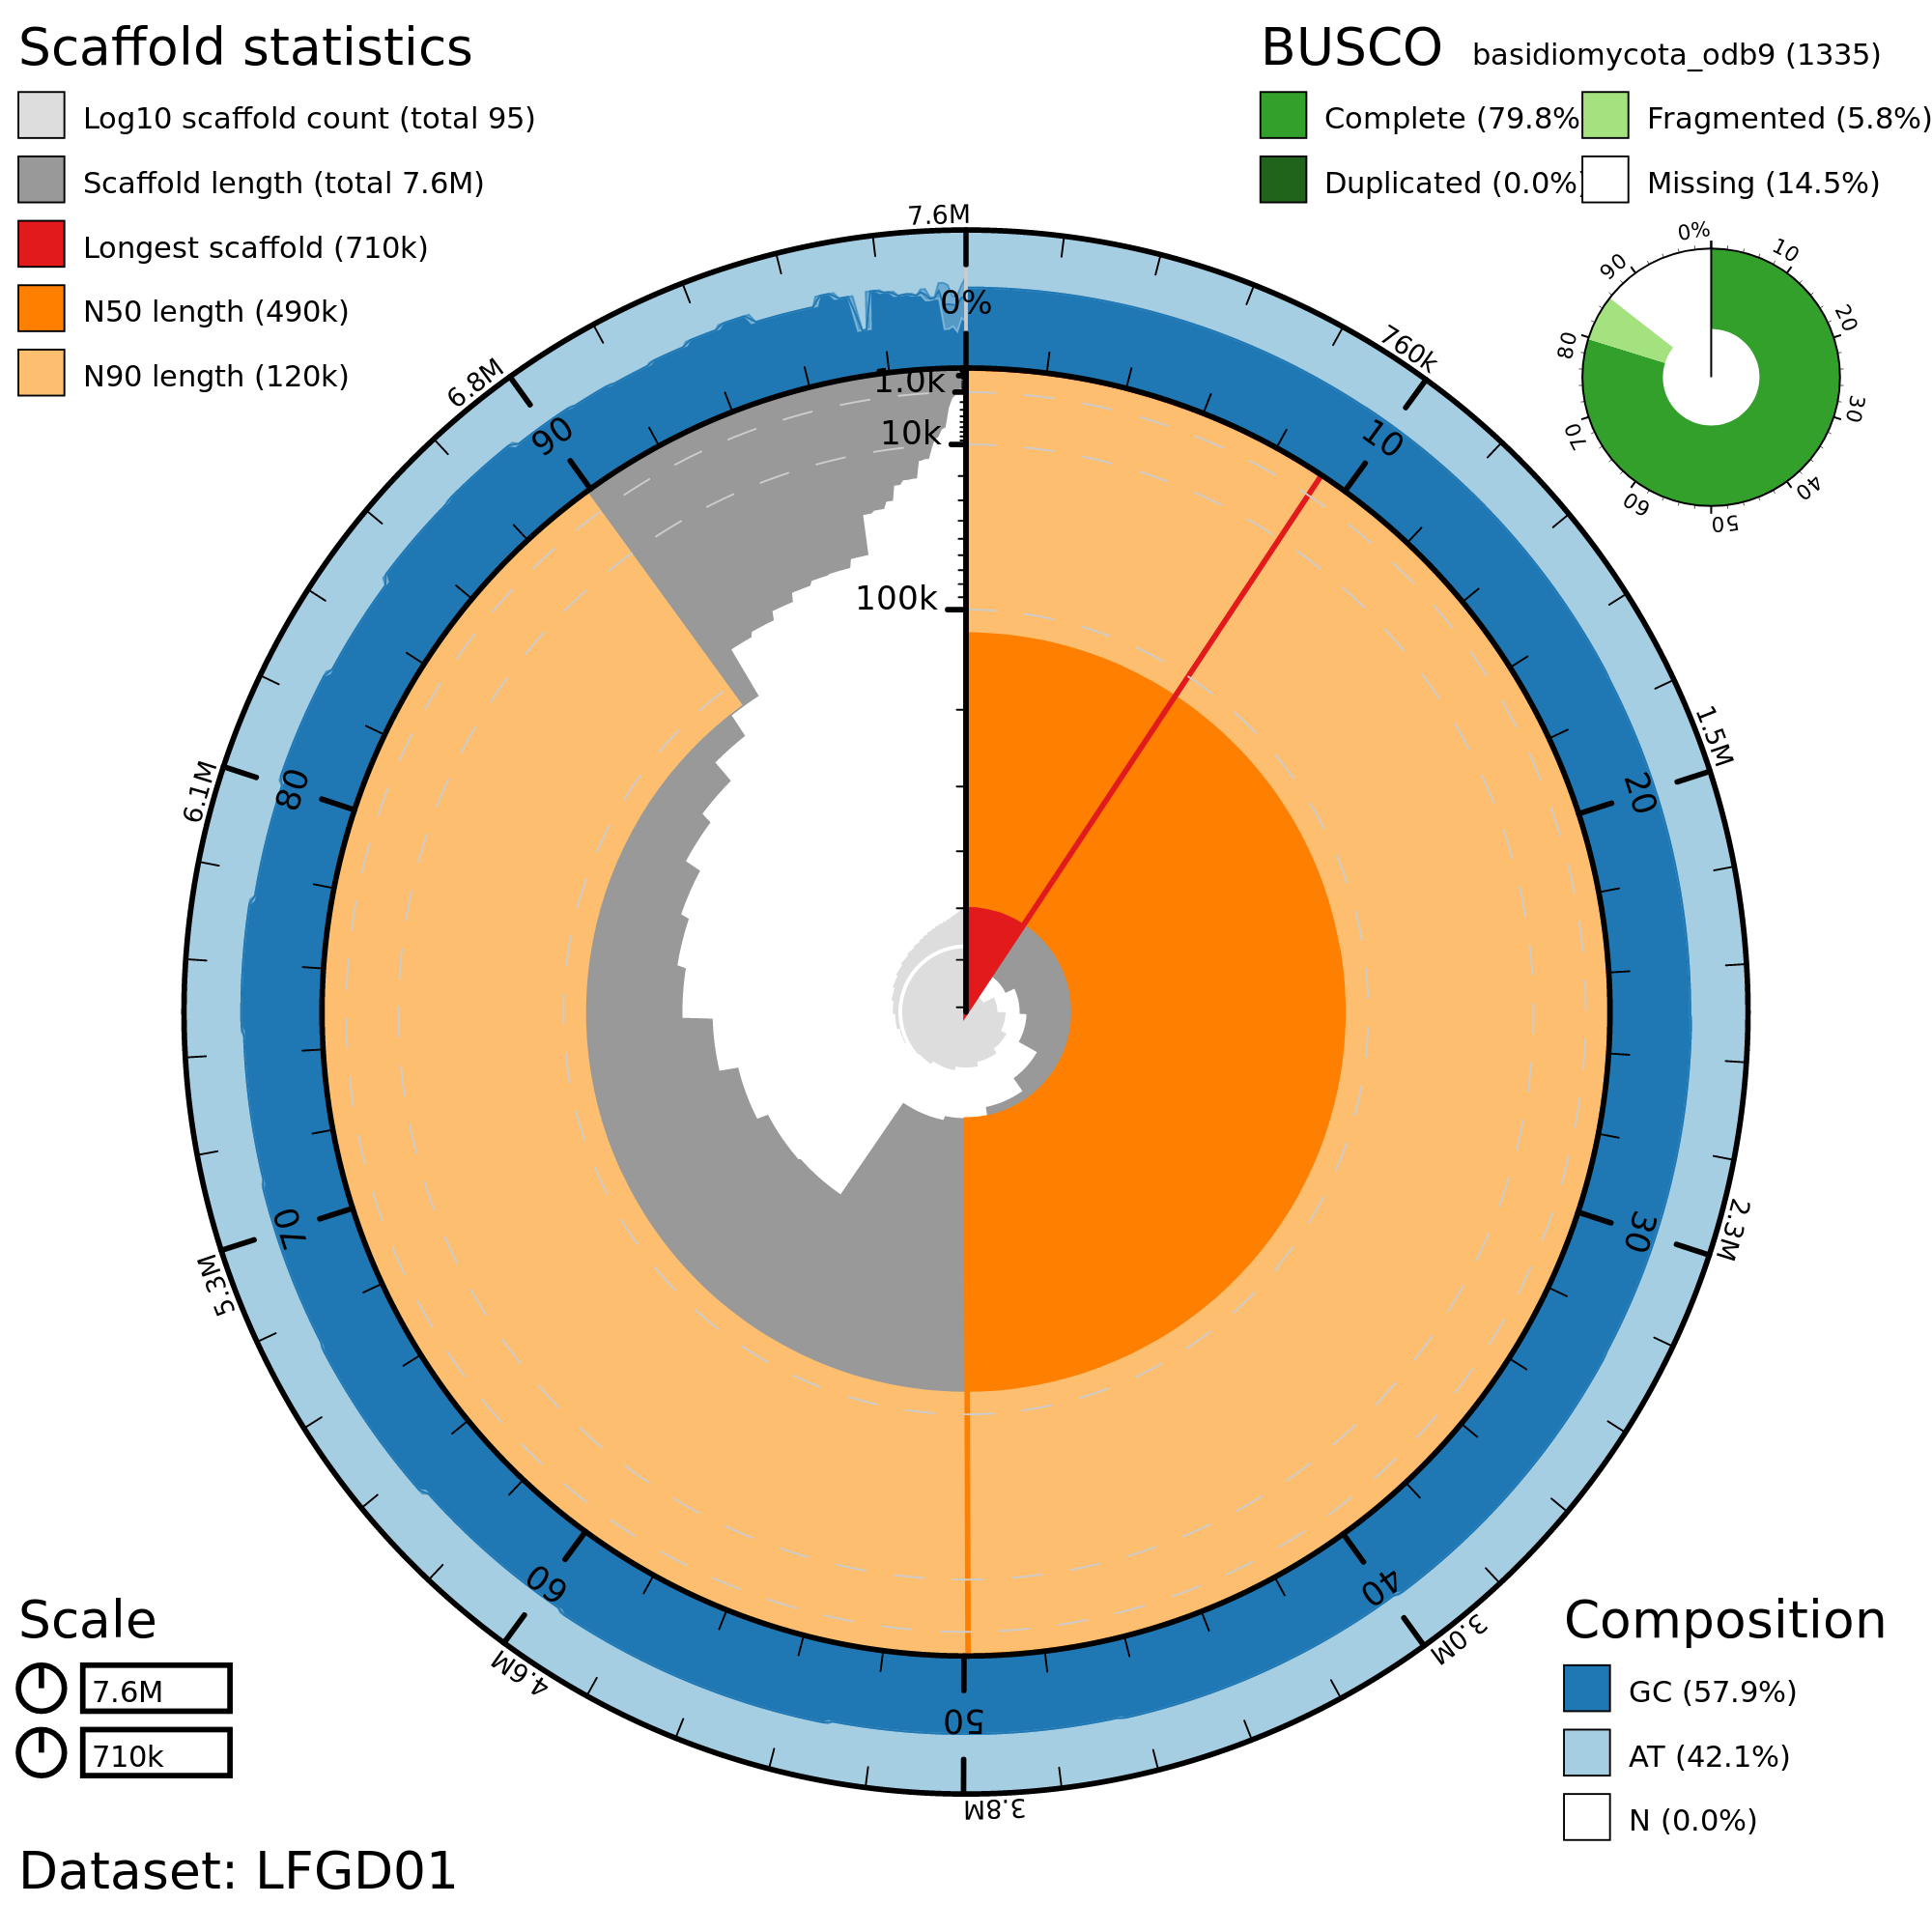 Scaffold statistics
Log10 scaffold count (total 95)
Scaffold length (total 7.6M)
Longest scaffold (710k)
N50 length (490k)
N90 length (120k)
BUSCO basidiomycota_odb9 (1335)
Complete (79.8% Fragmented (5.8%)
Duplicated (0.0%) Missing (14.5%)
0%
10
20
30
40
50
60
70
80
90
7.6M
760k
1.5M
2.3M
3.0M
3.8M
4.6M
5.3M
6.1M
6.8M
0%
10
20
30
40
50
60
70
80
90
1.0k
10k
100k
Scale
7.6M
710k
Composition
GC (57.9%)
AT (42.1%)
N (0.0%)
Dataset: LFGD01